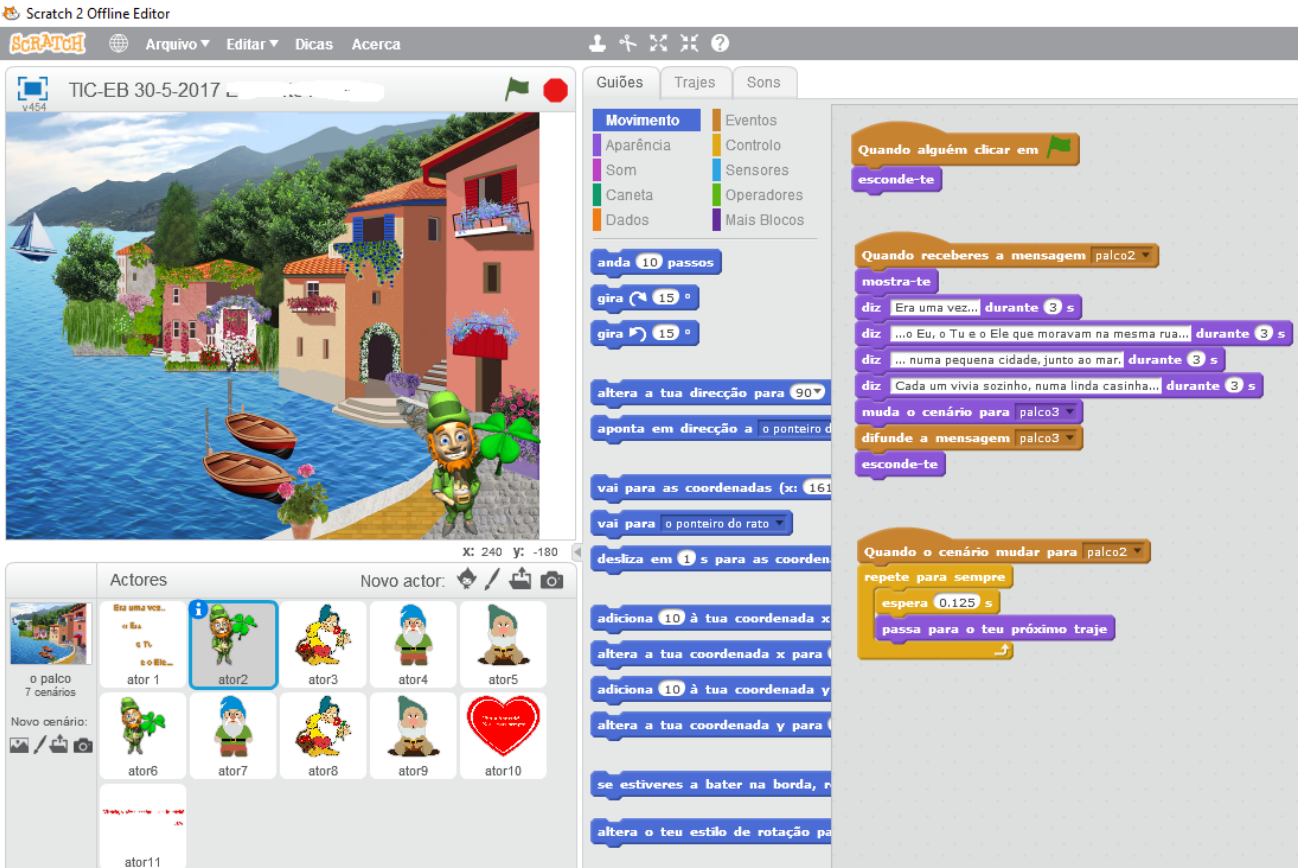 Scratch 2 Offline Editor
SCRATCH
Arquivo
Editar
Dicas
Acerca
v454
TIC-EB 30-5-2017
Guiões
Trajes
Sons
Movimento
Aparência
Som
Caneta
Dados
Eventos
Controlo
Sensores
Operadores
Mais Blocos
anda 10 passos
gira 15 º
gira 15 º
altera a tua direcção para 90
aponta em direcção a o ponteiro d
vai para as coordenadas (x: 161
vai para o ponteiro do rato
desliza em 1 s para as coorden
adiciona 10 à tua coordenada x
altera a tua coordenada x para
adiciona 10 à tua coordenada y
altera a tua coordenada y para
se estiveres a bater na borda, r
altera o teu estilo de rotação pa
Quando alguém clicar em
esconde-te
Quando receberes a mensagem palco2
mostra-te
diz Era uma vez... durante 3 s
diz ...o Eu, o Tu e o Ele que moravam na mesma rua... durante 3 s
diz ... numa pequena cidade, junto ao mar. durante 3 s
diz Cada um vivia sozinho, numa linda casinha... durante 3 s
muda o cenário para palco3
difunde a mensagem palco3
esconde-te
Quando o cenário mudar para palco2
repete para sempre
espera 0.125 s
passa para o teu próximo traje
x: 240 y: -180
Actores
Novo actor:
o palco
7 cenários
Novo cenário:
Era uma vez...
o Eu,
o Tu,
e o Ele...
ator 1
ator2
ator3
ator4
ator5
ator6
ator7
ator8
ator9
ator10
ator11